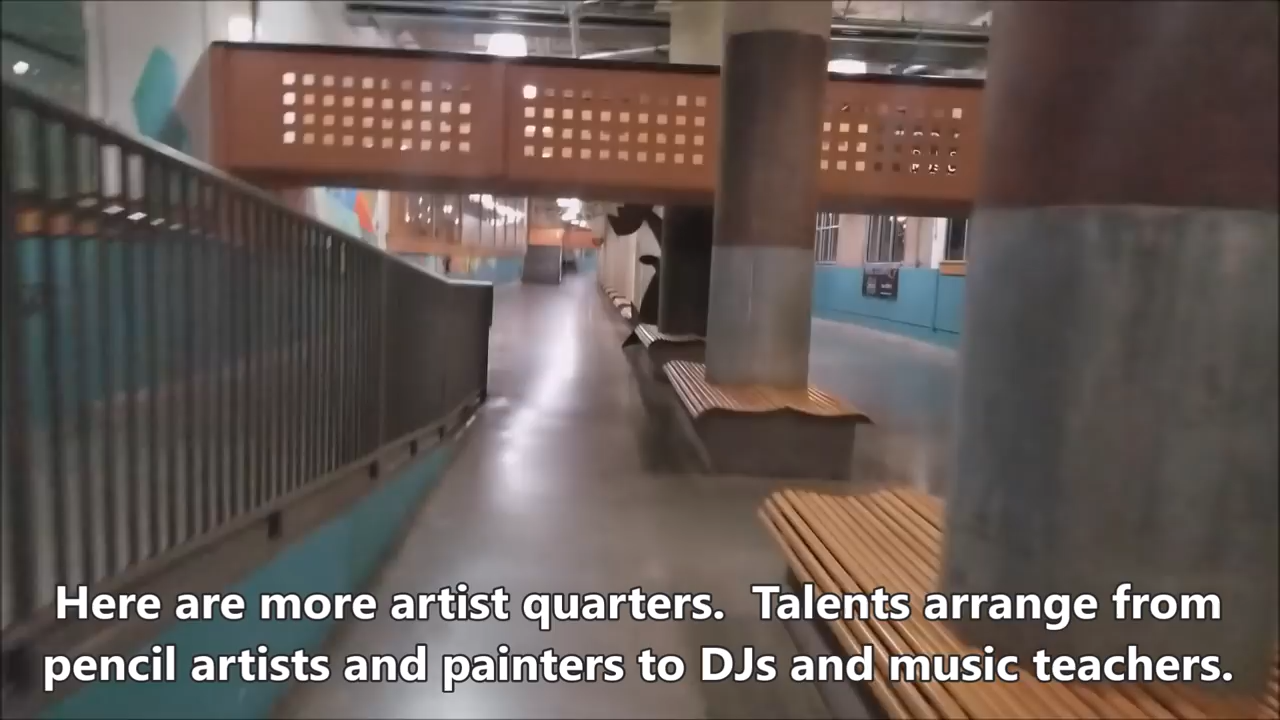 Here are more artist quarters.  Talents arrange from
pencil artists and painters to DJs and music teachers.